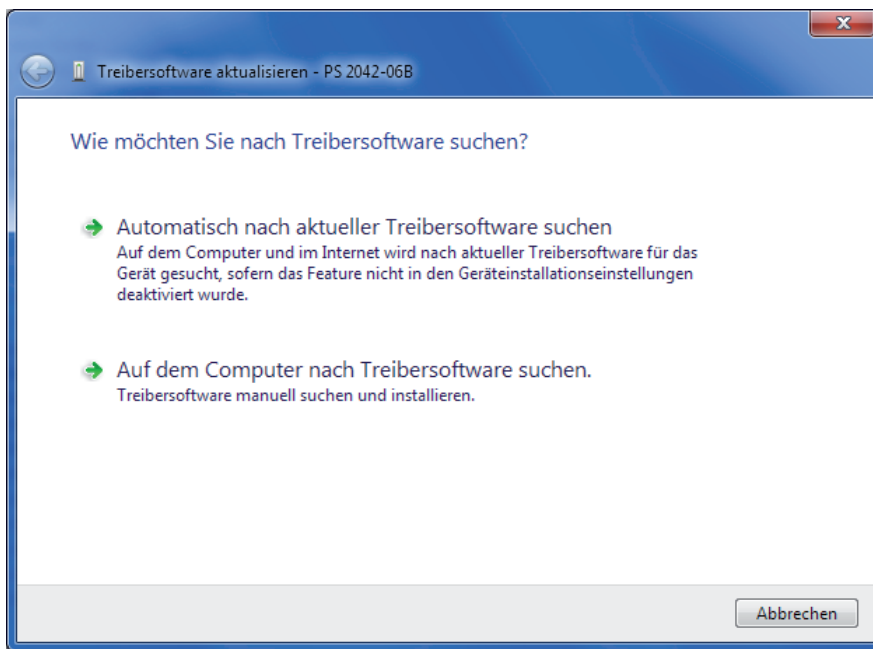 Treibersoftware aktualisieren - PS 2042-06B
Wie möchten Sie nach Treibersoftware suchen?
Automatisch nach aktueller Treibersoftware suchen
Auf dem Computer und im Internet wird nach aktueller Treibersoftware für das
Gerät gesucht, sofern das Feature nicht in den Geräteinstallationseinstellungen
deaktiviert wurde.
Auf dem Computer nach Treibersoftware suchen.
Treibersoftware manuell suchen und installieren.
Abbrechen